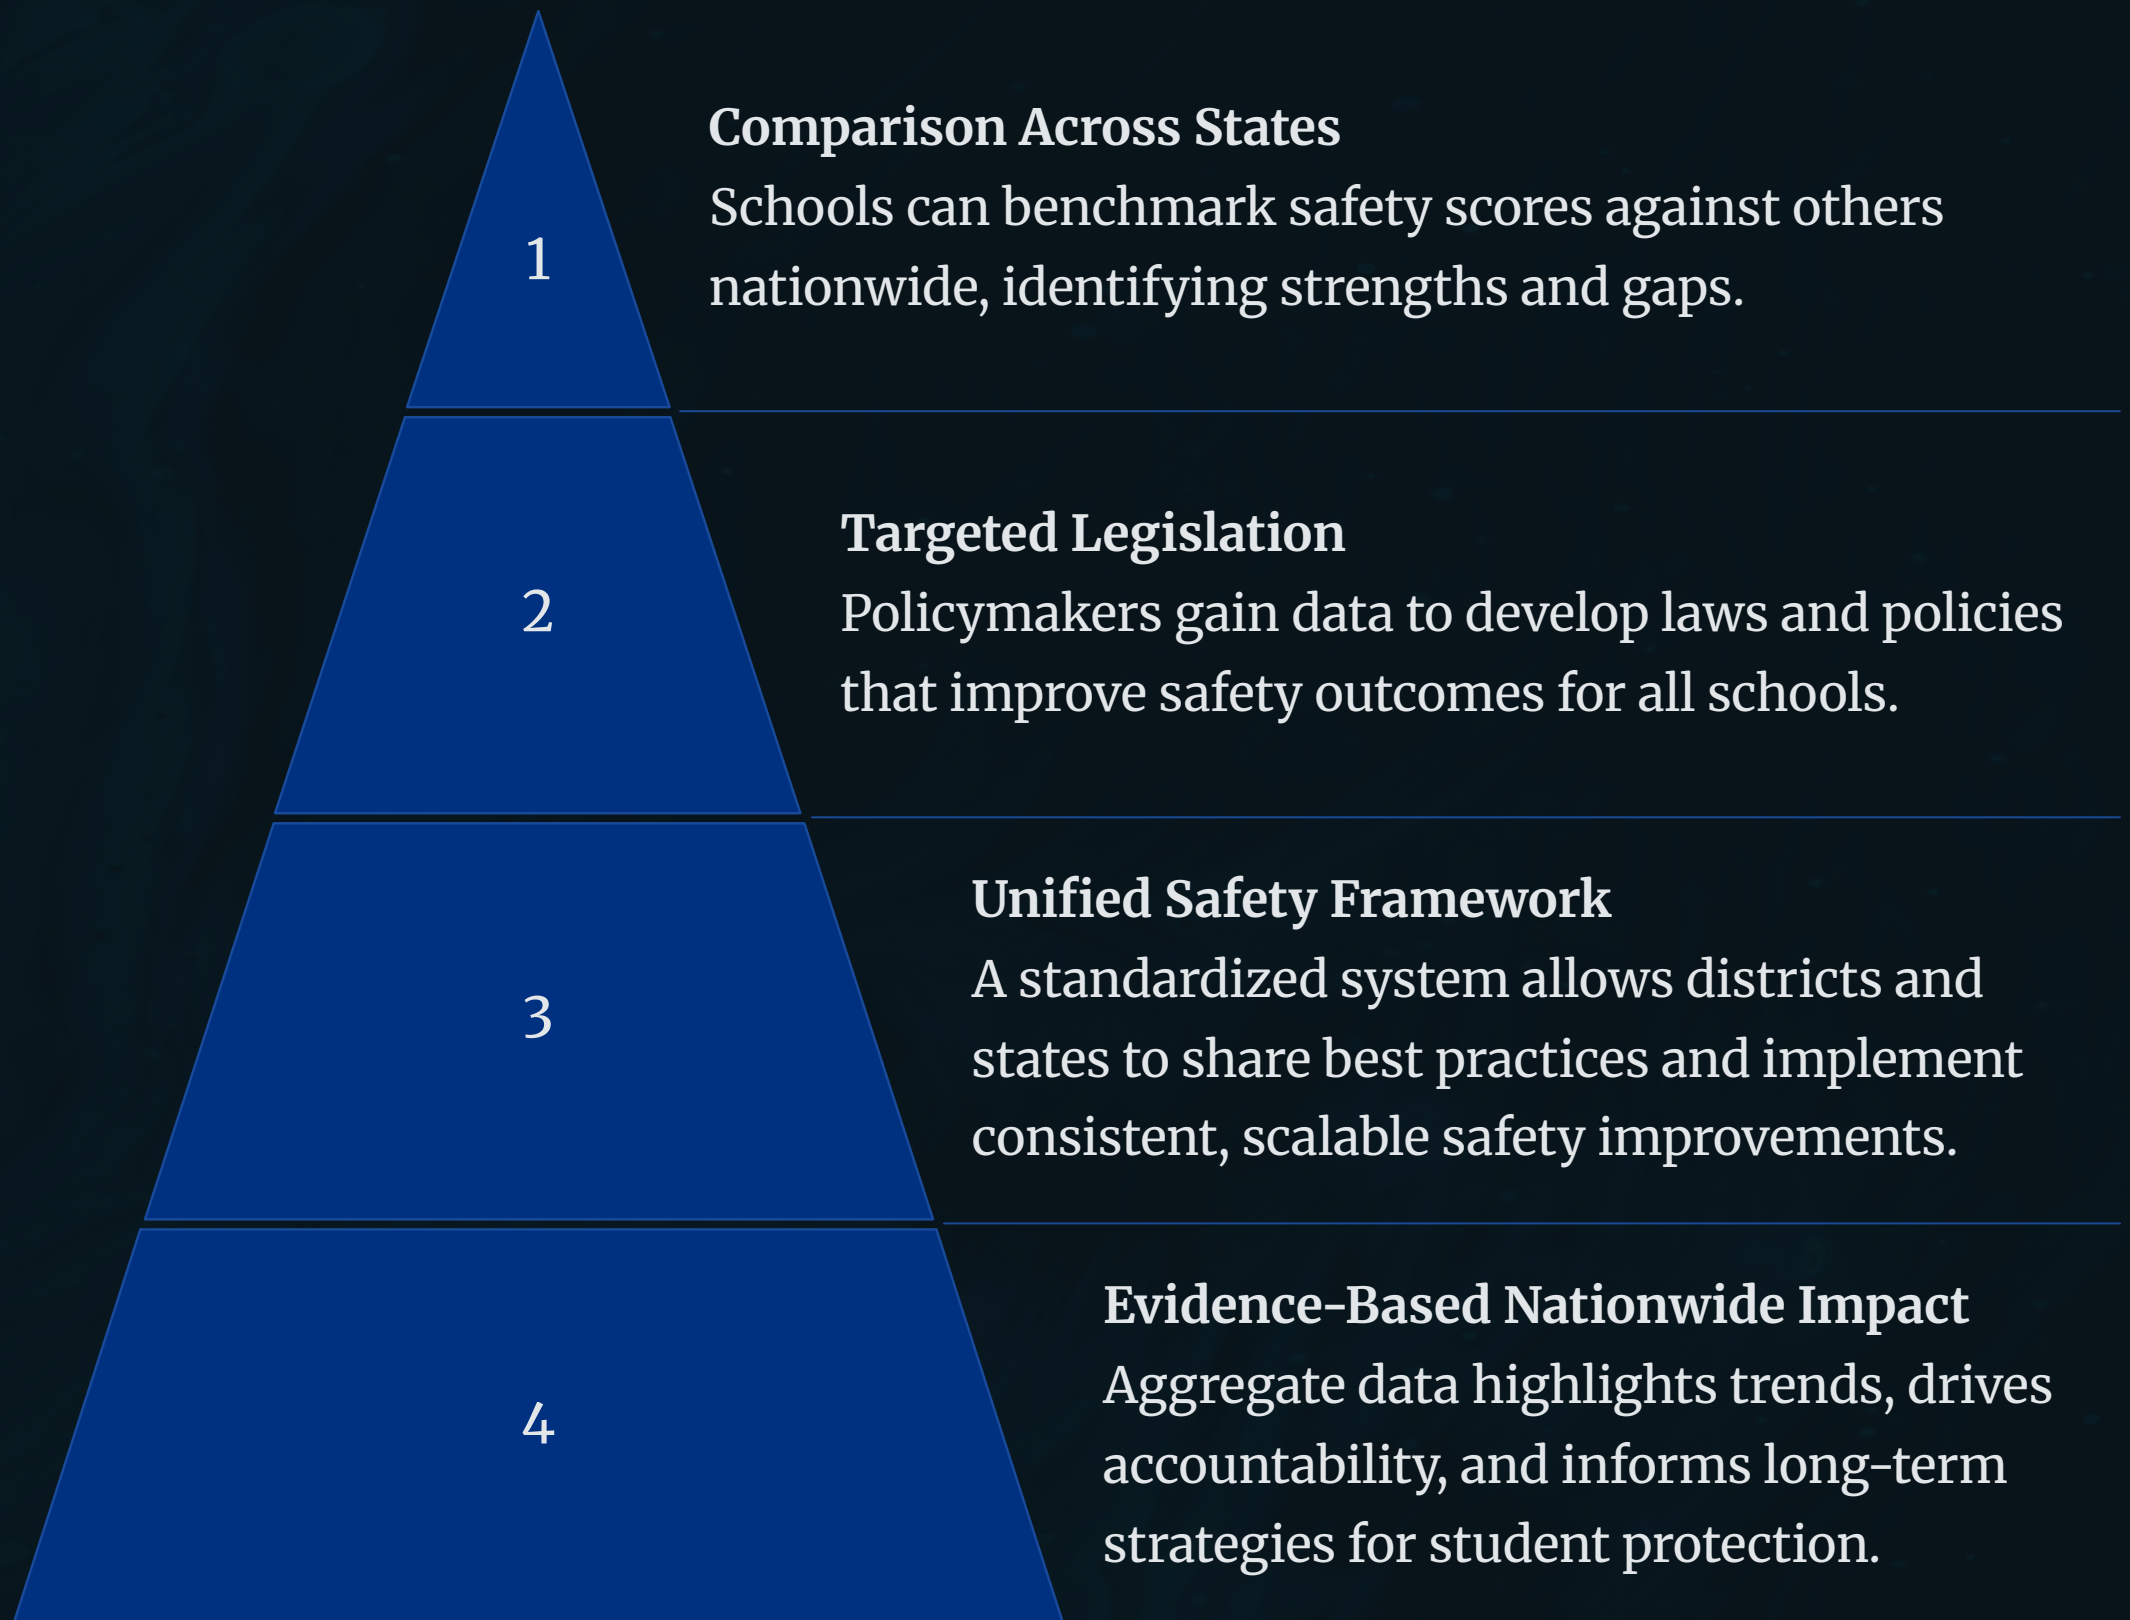 1
Comparison Across States
Schools can benchmark safety scores against others
nationwide, identifying strengths and gaps.
2
Targeted Legislation
Policymakers gain data to develop laws and policies
that improve safety outcomes for all schools.
3
Unified Safety Framework
A standardized system allows districts and
states to share best practices and implement
consistent, scalable safety improvements.
4
Evidence-Based Nationwide Impact
Aggregate data highlights trends, drives
accountability, and informs long-term
strategies for student protection.